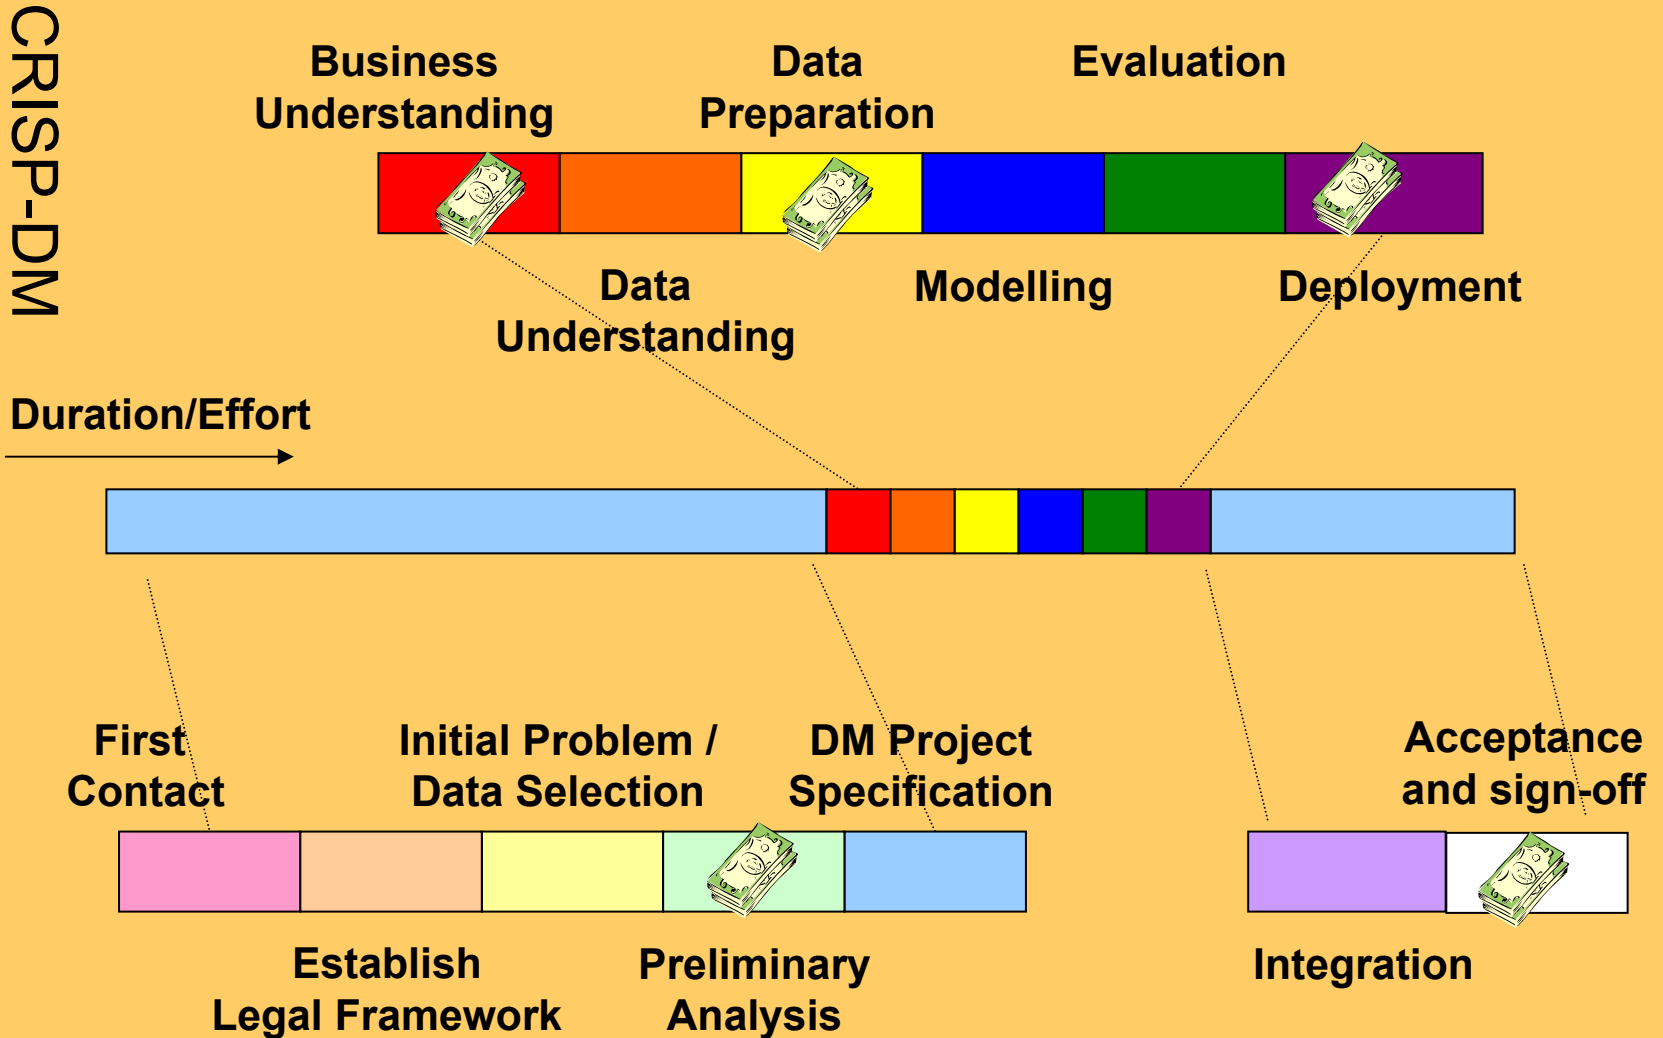 CRISP-DM
Business
Understanding
Data
Preparation
Evaluation
Data
Understanding
Modelling
Deployment
Duration/Effort
First
Contact
Initial Problem /
Data Selection
DM Project
Specification
Acceptance
and sign-off
Establish
Legal Framework
Preliminary
Analysis
Integration